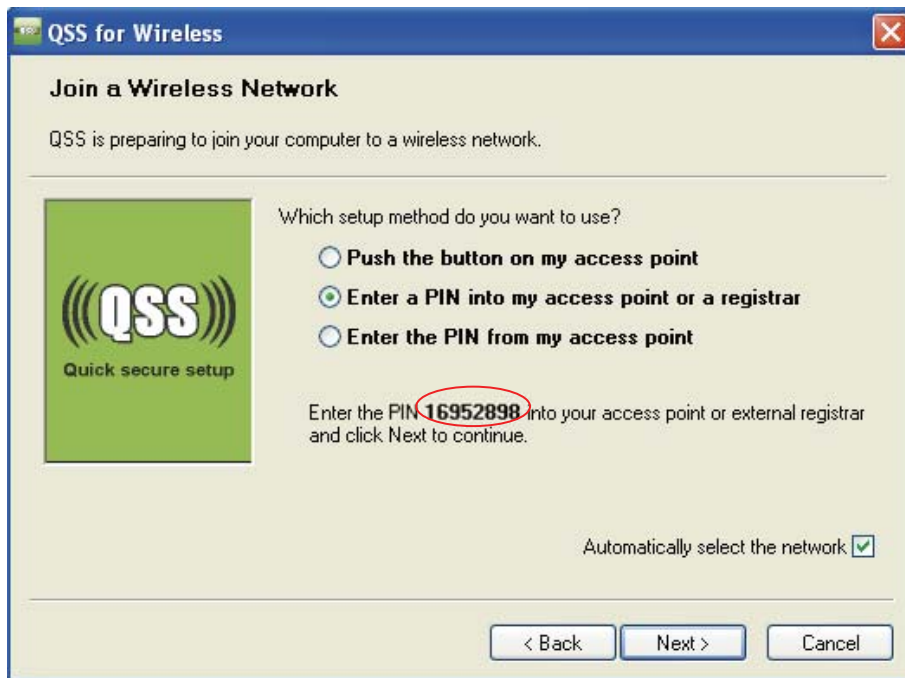 QSS for Wireless
Join a Wireless Network
QSS is preparing to join your computer to a wireless network.
Which setup method do you want to use?
Push the button on my access point
Enter a PIN into my access point or a registrar
Enter the PIN from my access point
(((QSS)))
Quick secure setup
Enter the PIN 16952898 into your access point or external registrar
and click Next to continue.
Automatically select the network
< Back Next > Cancel